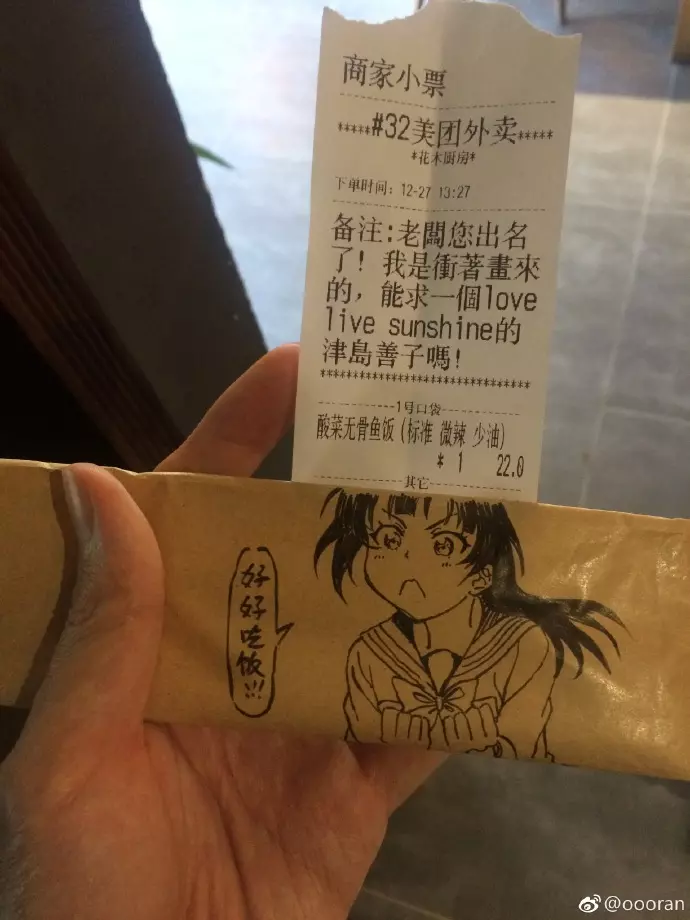 商家小票
*****#32美团外卖*****
*花木厨房*
下单时间: 12-27 13:27
备注:老闆您出名
了! 我是衝著畫來
的, 能求一個love
live sunshine的
津島善子嗎!
********************************
1号口袋
酸菜无骨鱼饭(标准 微辣 少油)
* 1 22.0
其它
好好吃饭!!!
@oooran